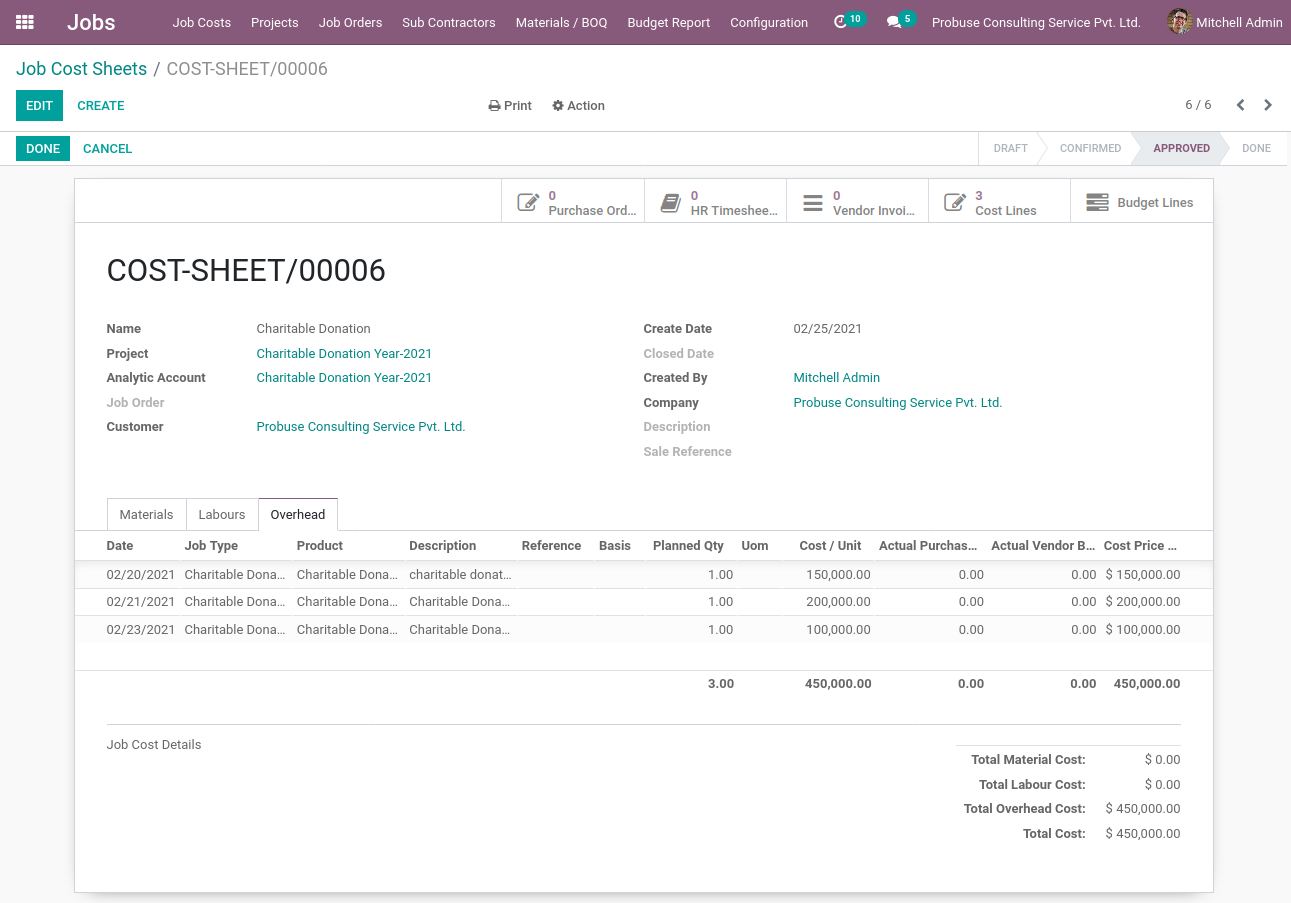 Jobs Job Costs Projects Job Orders Sub Contractors Materials / BOQ Budget Report Configuration 10 5 Probuse Consulting Service Pvt. Ltd. Mitchell Admin
Job Cost Sheets / COST-SHEET/00006
EDIT CREATE Print Action 6 / 6
DONE CANCEL DRAFT CONFIRMED APPROVED DONE
0 Purchase Ord...
0 HR Timeshee...
0 Vendor Invoi...
3 Cost Lines
Budget Lines
COST-SHEET/00006
Name Charitable Donation Create Date 02/25/2021
Project Charitable Donation Year-2021 Closed Date
Analytic Account Charitable Donation Year-2021 Created By Mitchell Admin
Job Order Company Probuse Consulting Service Pvt. Ltd.
Customer Probuse Consulting Service Pvt. Ltd. Description
Sale Reference
Materials Labours Overhead
Date Job Type Product Description Reference Basis Planned Qty Uom Cost / Unit Actual Purchas... Actual Vendor B... Cost Price ...
02/20/2021 Charitable Dona... Charitable Dona... charitable donat... 1.00 150,000.00 0.00 0.00 $ 150,000.00
02/21/2021 Charitable Dona... Charitable Dona... Charitable Dona... 1.00 200,000.00 0.00 0.00 $ 200,000.00
02/23/2021 Charitable Dona... Charitable Dona... Charitable Dona... 1.00 100,000.00 0.00 0.00 $ 100,000.00
3.00 450,000.00 0.00 0.00 450,000.00
Job Cost Details
Total Material Cost: $ 0.00
Total Labour Cost: $ 0.00
Total Overhead Cost: $ 450,000.00
Total Cost: $ 450,000.00